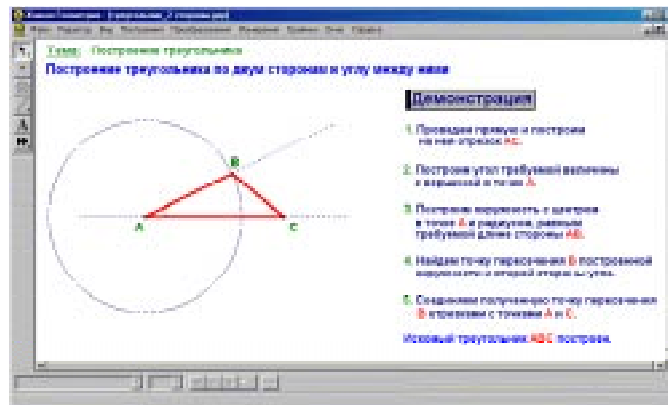 Тема: Построение треугольника
Построение треугольника по двум сторонам и углу между ними
Демонстрация
1. Проведем прямую и построим
на ней отрезок AC.
2. Построим угол требуемой величины
с вершиной в точке A.
3. Построим окружность с центром
в точке A и радиусом, равным
требуемой длине стороны AB.
4. Найдем точку пересечения B построенной
окружности и второй стороны угла.
5. Соединяем полученную точку пересечения
B отрезками с точками A и C.
Искомый треугольник ABC построен.
B
A
C
A